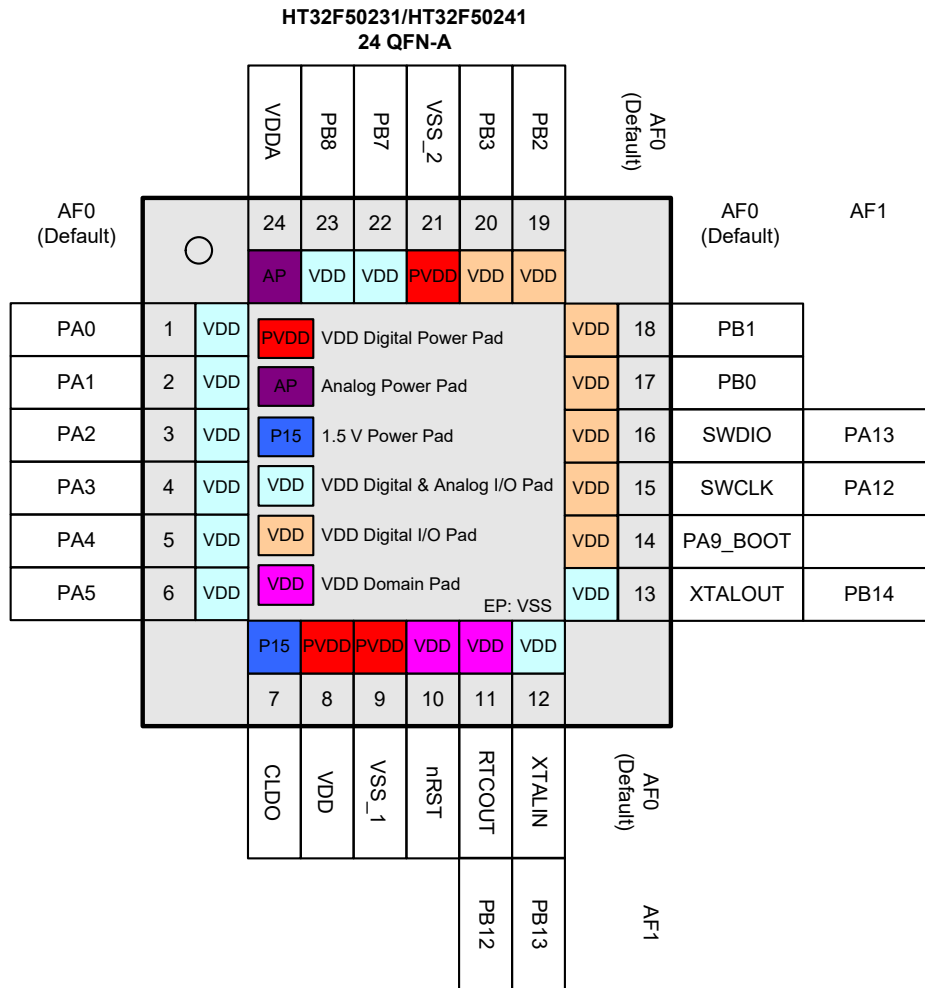 HT32F50231/HT32F50241
24 QFN-A
VDDA
PB8
PB7
VSS_2
PB3
PB2
AF0
(Default)
AF0
(Default)
24
23
22
21
20
19
AF0
(Default)
AF1
AP
VDD
VDD
PVDD
VDD
VDD
PA0
1
VDD
PVDD
VDD Digital Power Pad
VDD
18
PB1
PA1
2
VDD
AP
Analog Power Pad
VDD
17
PB0
PA2
3
VDD
P15
1.5 V Power Pad
VDD
16
SWDIO
PA13
PA3
4
VDD
VDD
VDD Digital & Analog I/O Pad
VDD
15
SWCLK
PA12
PA4
5
VDD
VDD
VDD Digital I/O Pad
VDD
14
PA9_BOOT
PA5
6
VDD
VDD
VDD Domain Pad
EP: VSS
VDD
13
XTALOUT
PB14
P15
PVDD
PVDD
VDD
VDD
VDD
7
8
9
10
11
12
CLDO
VDD
VSS_1
nRST
RTCOUT
XTALIN
AF0
(Default)
PB12
PB13
AF1